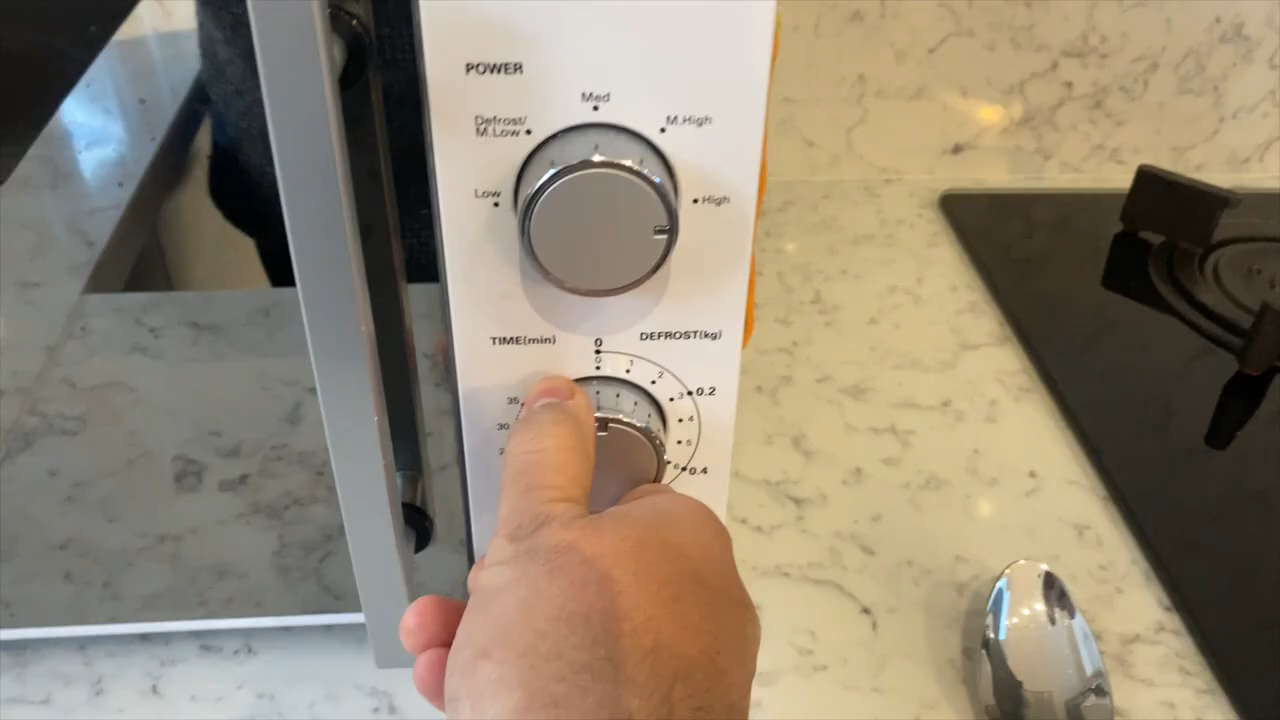 POWER
Med
Defrost/
M.Low
M.High
Low
High
TIME(min)
0
DEFROST(kg)
0
1
2
0.2
3
35
4
30
5
6
0.4